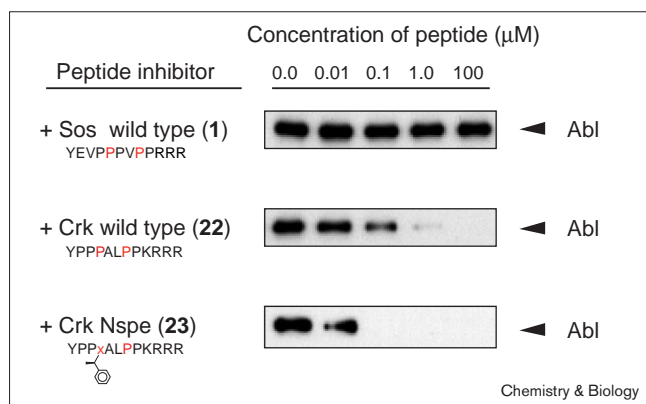 Concentration of peptide (μM)
Peptide inhibitor 0.0 0.01 0.1 1.0 100
+ Sos wild type (1) Abl
YEVPPPVPPRRR
+ Crk wild type (22) Abl
YPPPALPPKRRR
+ Crk Nspe (23) Abl
YPPxALPPKRRR
Chemistry & Biology